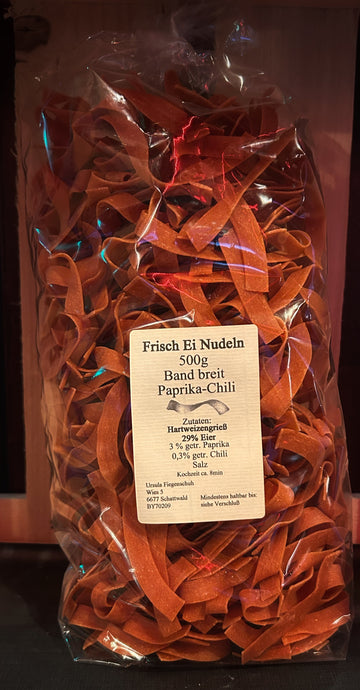 Frisch Ei Nudeln
500g
Band breit
Paprika-Chili
Zutaten:
Hartweizengrieß
29% Eier
3 % getr. Paprika
0,3% getr. Chili
Salz
Kochzeit ca. 8min
Ursula Fiegenschuh
Wies 5
6677 Schattwald
BY70209
Mindestens haltbar bis:
siehe Verschluß